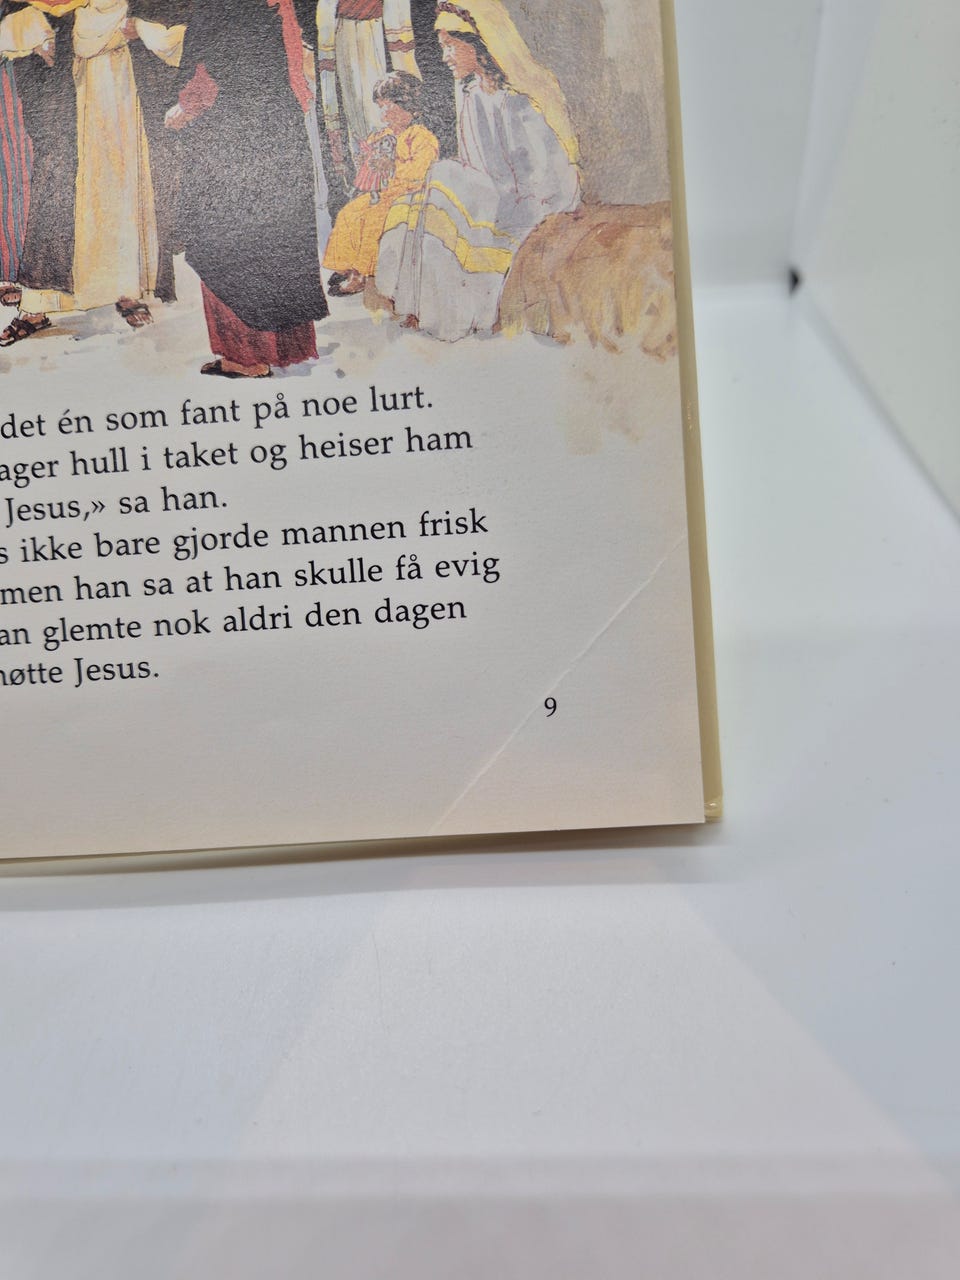 det én som fant på noe lurt.
ager hull i taket og heiser ham
Jesus,» sa han.
s ikke bare gjorde mannen frisk
men han sa at han skulle få evig
an glemte nok aldri den dagen
møtte Jesus.
9